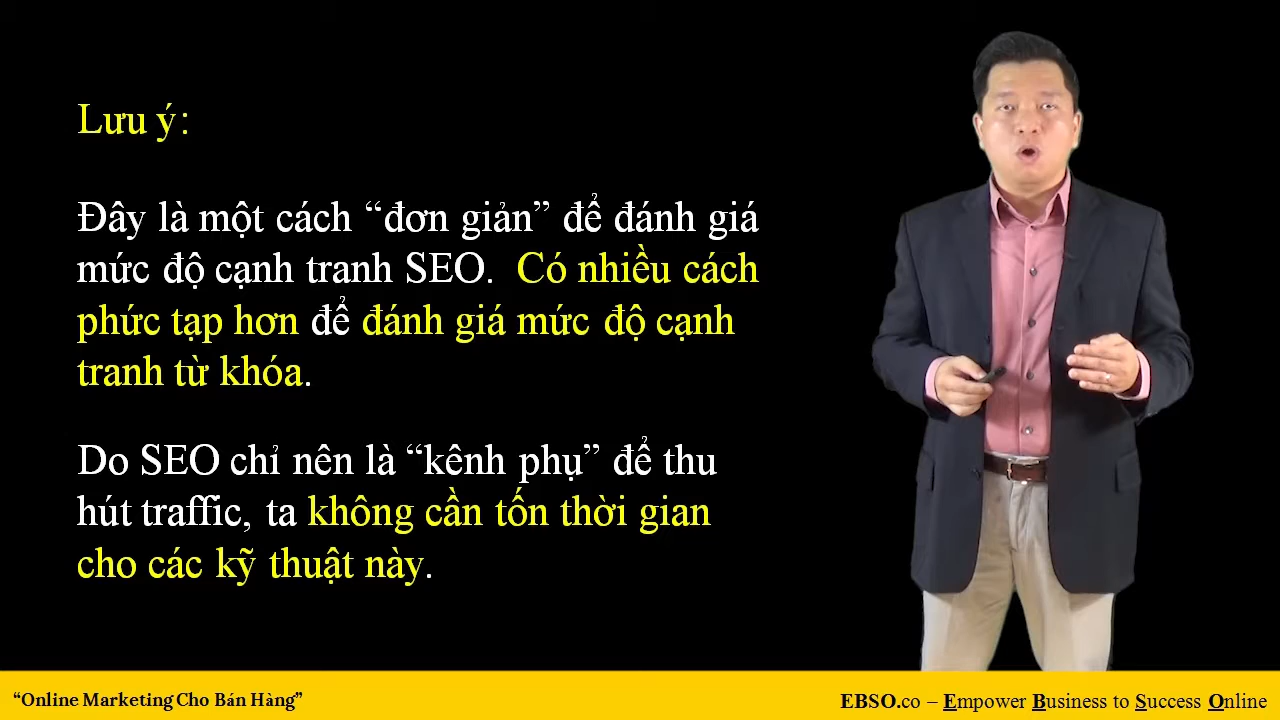 Lưu ý:
Đây là một cách “đơn giản” để đánh giá
mức độ cạnh tranh SEO. Có nhiều cách
phức tạp hơn để đánh giá mức độ cạnh
tranh từ khóa.
Do SEO chỉ nên là “kênh phụ” để thu
hút traffic, ta không cần tốn thời gian
cho các kỹ thuật này.
“Online Marketing Cho Bán Hàng”
EBSO.co – Empower Business to Success Online